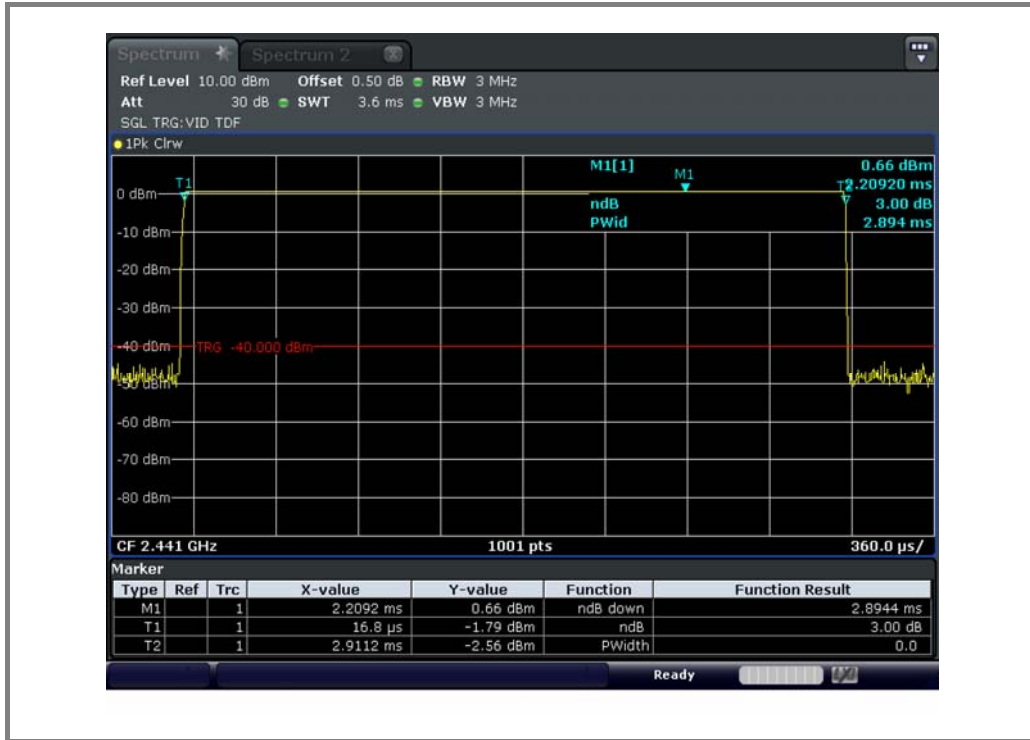 Spectrum Spectrum 2
Ref Level 10.00 dBm Offset 0.50 dB RBW 3 MHz
Att 30 dB SWT 3.6 ms VBW 3 MHz
SGL TRG:VID TDF
1Pk Clrw
M1[1] 0.66 dBm
2.20920 ms
ndB 3.00 dB
PWid 2.894 ms
T1
M1
0 dBm
-10 dBm
-20 dBm
-30 dBm
-40 dBm
TRG -40.000 dBm
-50 dBm
-60 dBm
-70 dBm
-80 dBm
CF 2.441 GHz 1001 pts 360.0 µs/
Marker
Type Ref Trc X-value Y-value Function Function Result
M1 1 2.2092 ms 0.66 dBm ndB down 2.8944 ms
T1 1 16.8 µs -1.79 dBm ndB 3.00 dB
T2 1 2.9112 ms -2.56 dBm PWidth 0.0
Ready